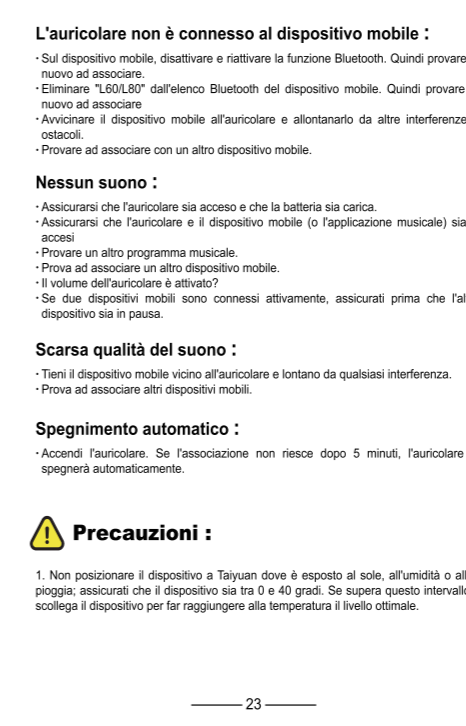 L'auricolare non è connesso al dispositivo mobile :
· Sul dispositivo mobile, disattivare e riattivare la funzione Bluetooth. Quindi provare
nuovo ad associare.
· Eliminare "L60/L80" dall'elenco Bluetooth del dispositivo mobile. Quindi provare
nuovo ad associare
· Avvicinare il dispositivo mobile all'auricolare e allontanarlo da altre interferenze
ostacoli.
· Provare ad associare con un altro dispositivo mobile.
Nessun suono :
· Assicurarsi che l'auricolare sia acceso e che la batteria sia carica.
· Assicurarsi che l'auricolare e il dispositivo mobile (o l'applicazione musicale) sia
accesi
· Provare un altro programma musicale.
· Prova ad associare un altro dispositivo mobile.
· Il volume dell'auricolare è attivato?
· Se due dispositivi mobili sono connessi attivamente, assicurati prima che l'al
dispositivo sia in pausa.
Scarsa qualità del suono :
· Tieni il dispositivo mobile vicino all'auricolare e lontano da qualsiasi interferenza.
· Prova ad associare altri dispositivi mobili.
Spegnimento automatico :
· Accendi l'auricolare. Se l'associazione non riesce dopo 5 minuti, l'auricolare
spegnerà automaticamente.
Precauzioni :
1. Non posizionare il dispositivo a Taiyuan dove è esposto al sole, all'umidità o all
pioggia; assicurati che il dispositivo sia tra 0 e 40 gradi. Se supera questo intervallo
scollega il dispositivo per far raggiungere alla temperatura il livello ottimale.
23